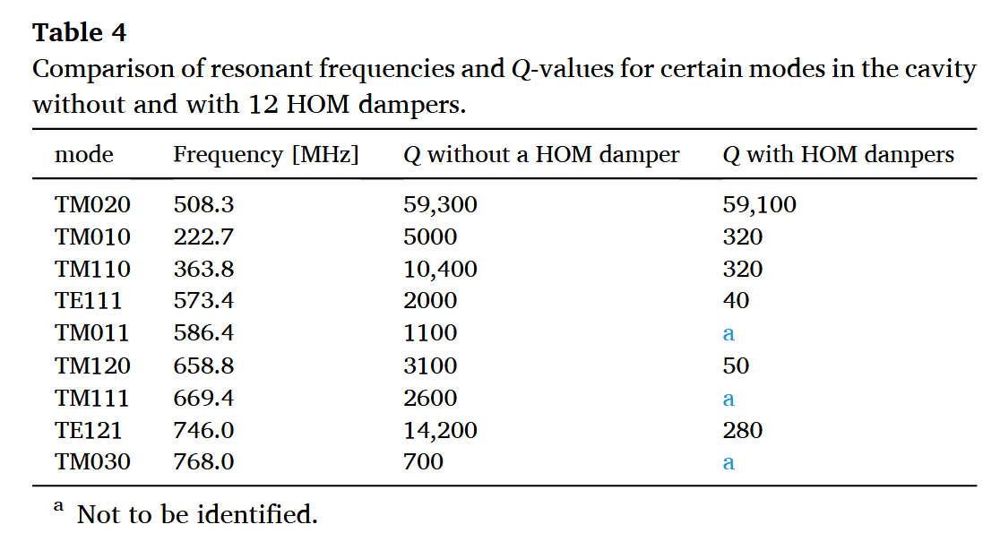 Table 4
Comparison of resonant frequencies and Q-values for certain modes in the cavity
without and with 12 HOM dampers.
mode Frequency [MHz] Q without a HOM damper Q with HOM dampers
TM020 508.3 59,300 59,100
TM010 222.7 5000 320
TM110 363.8 10,400 320
TE111 573.4 2000 40
TM011 586.4 1100 a
TM120 658.8 3100 50
TM111 669.4 2600 a
TE121 746.0 14,200 280
TM030 768.0 700 a
a Not to be identified.